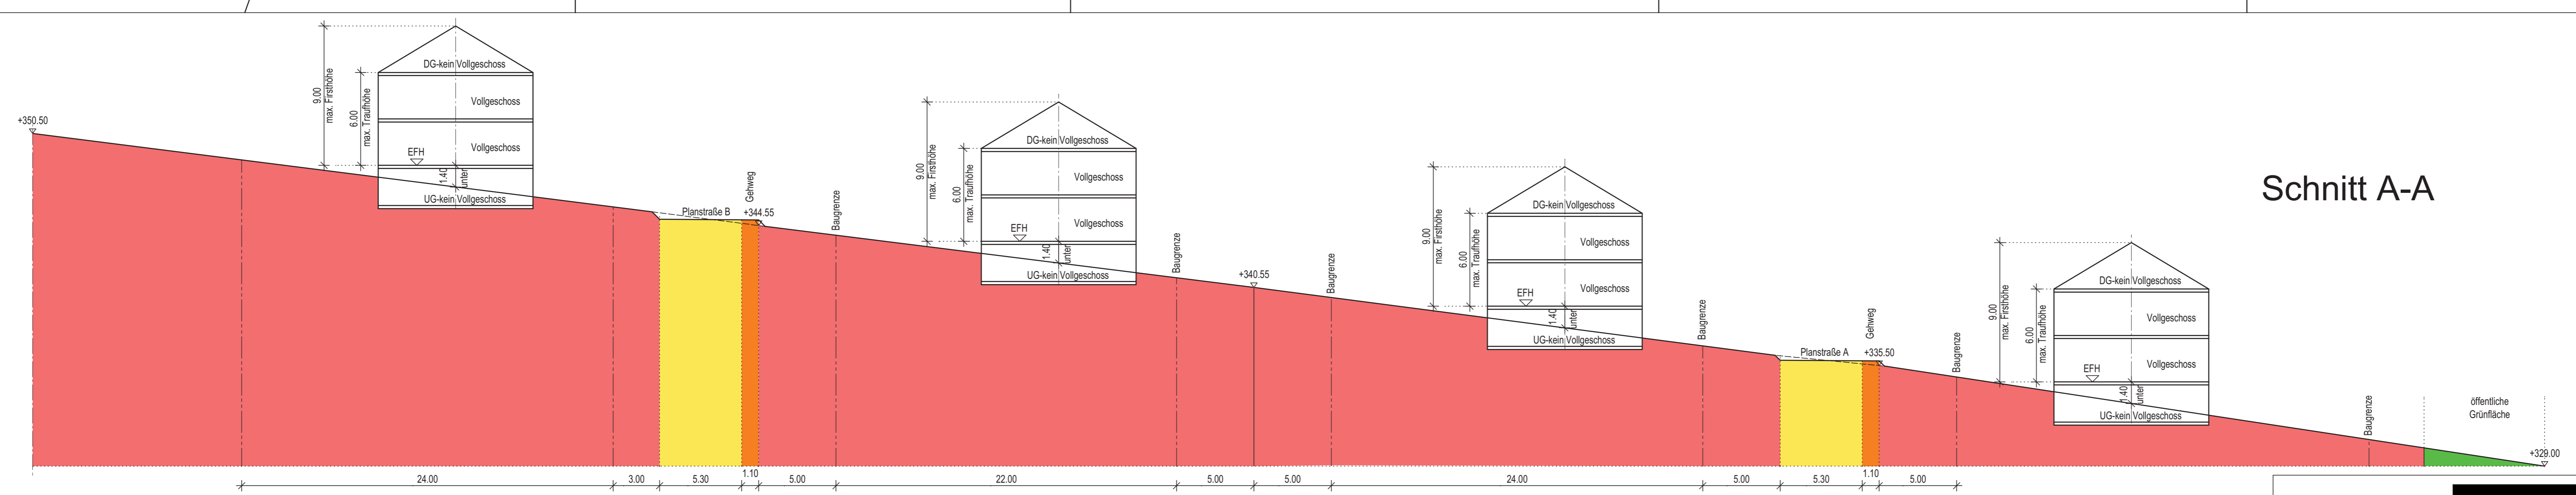 Schnitt A-A
+350.50
9.00
max. Firsthöhe
6.00
max. Traufhöhe
DG-kein Vollgeschoss
Vollgeschoss
Vollgeschoss
EFH
1.40
unter
UG-kein Vollgeschoss
Planstraße B
Gehweg
+344.55
Baugrenze
9.00
max. Firsthöhe
6.00
max. Traufhöhe
DG-kein Vollgeschoss
Vollgeschoss
Vollgeschoss
EFH
1.40
unter
UG-kein Vollgeschoss
Baugrenze
+340.55
Baugrenze
9.00
max. Firsthöhe
6.00
max. Traufhöhe
DG-kein Vollgeschoss
Vollgeschoss
Vollgeschoss
EFH
1.40
unter
UG-kein Vollgeschoss
Baugrenze
Planstraße A
Gehweg
+335.50
Baugrenze
9.00
max. Firsthöhe
6.00
max. Traufhöhe
DG-kein Vollgeschoss
Vollgeschoss
Vollgeschoss
EFH
1.40
unter
UG-kein Vollgeschoss
Baugrenze
öffentliche
Grünfläche
+329.00
24.00
3.00
5.30
1.10
5.00
22.00
5.00
5.00
24.00
5.00
5.30
1.10
5.00